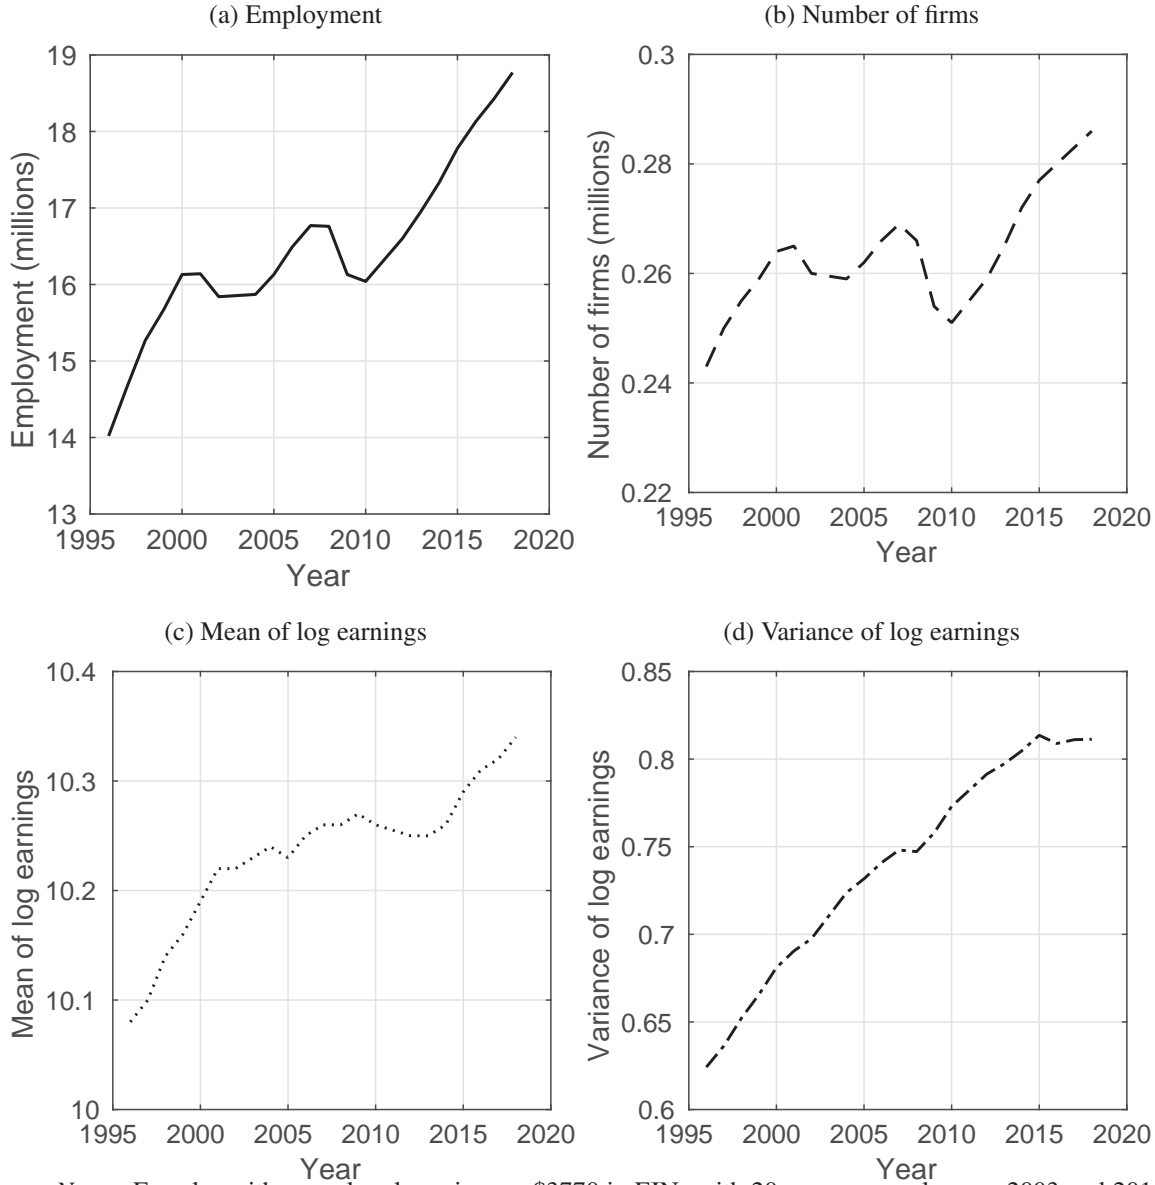 (a) Employment
19
18
17
16
15
14
13
1995 2000 2005 2010 2015 2020
Employment (millions)
Year
(b) Number of firms
0.3
0.28
0.26
0.24
0.22
1995 2000 2005 2010 2015 2020
Number of firms (millions)
Year
(c) Mean of log earnings
10.4
10.3
10.2
10.1
10
1995 2000 2005 2010 2015 2020
Mean of log earnings
Year
(d) Variance of log earnings
0.85
0.8
0.75
0.7
0.65
0.6
1995 2000 2005 2010 2015 2020
Variance of log earnings
Year